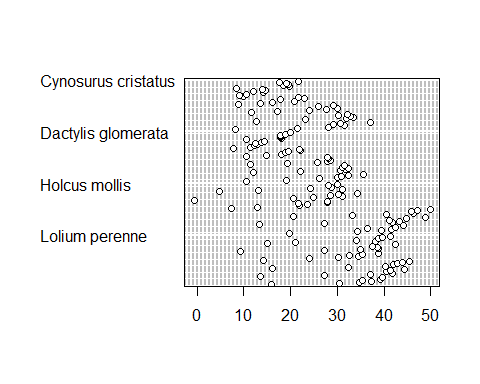 Cynosurus cristatus
Dactylis glomerata
Holcus mollis
Lolium perenne
0 10 20 30 40 50